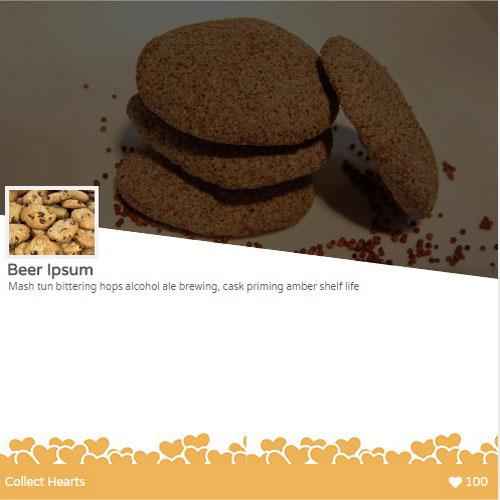 Beer Ipsum
Mash tun bittering hops alcohol ale brewing, cask priming amber shelf life
Collect Hearts
100